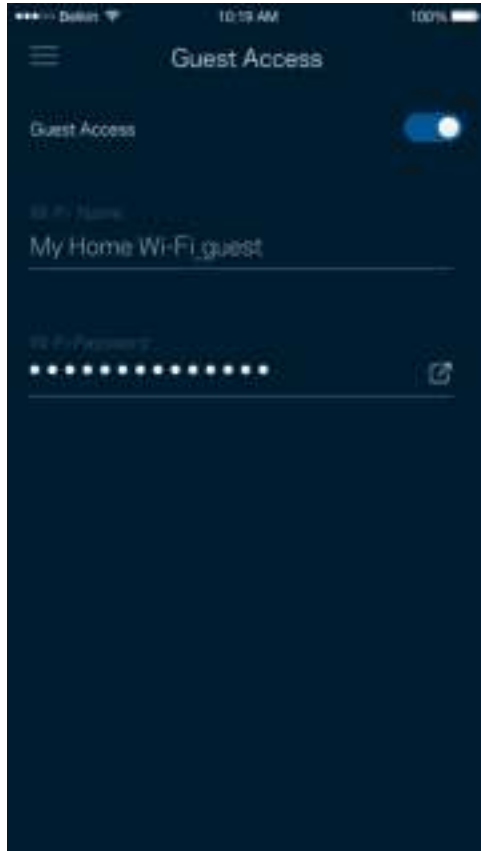 Belkin 10:19 AM 100%
Guest Access
Guest Access
Wi-Fi Name
My Home Wi-Fi_guest
Wi-Fi Password